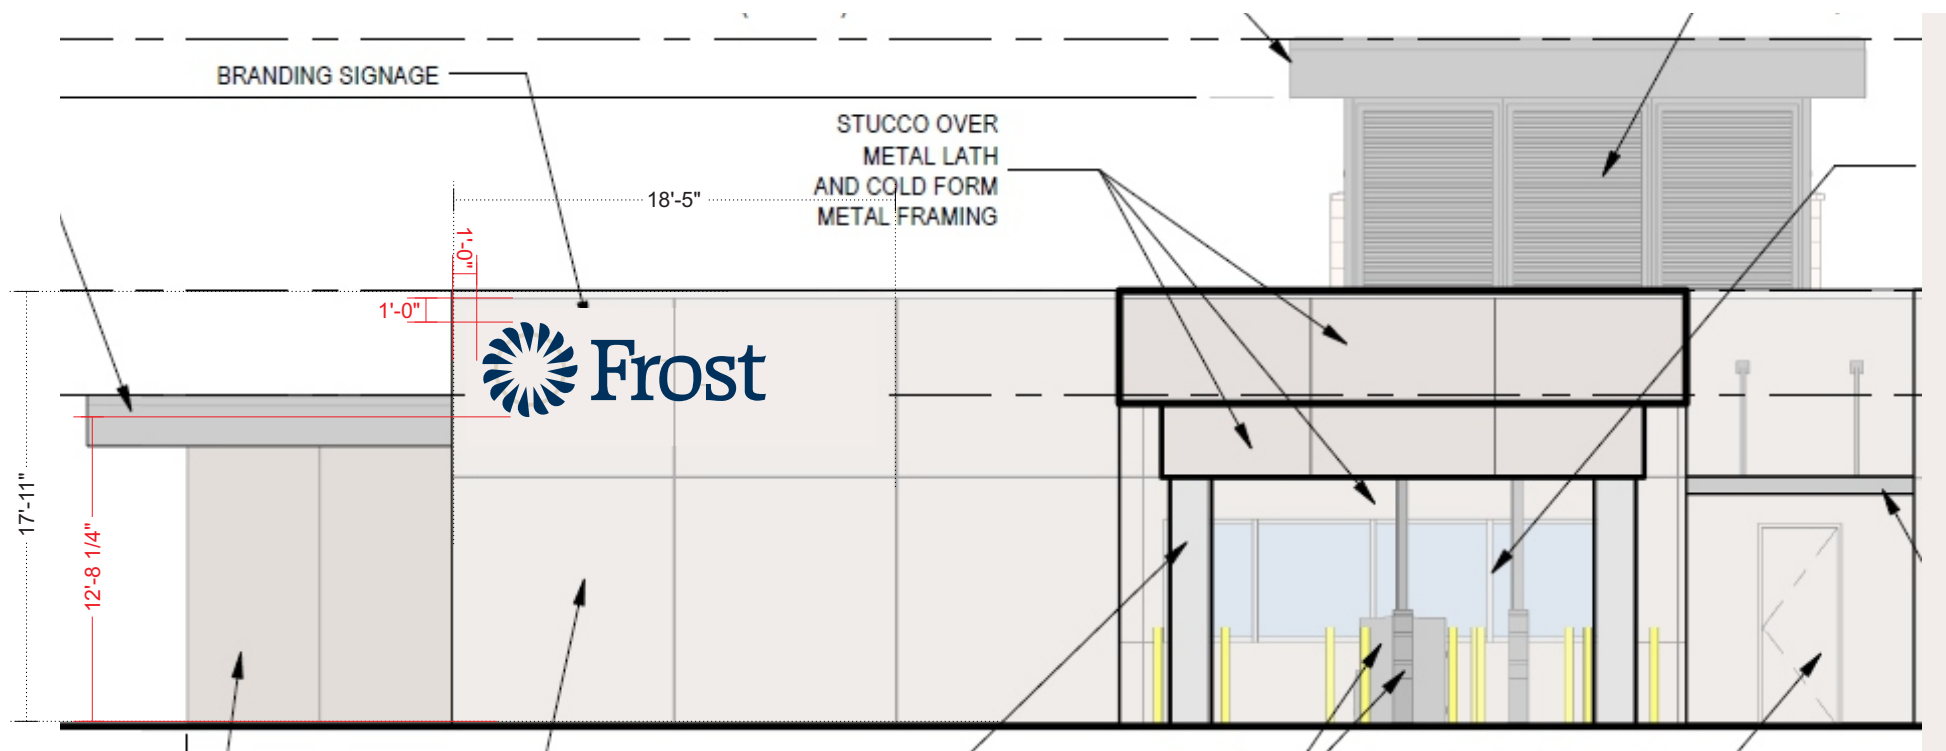 BRANDING SIGNAGE
STUCCO OVER
METAL LATH
AND COLD FORM
METAL FRAMING
18'-5"
1'-0"
1'-0"
Frost
17'-11"
12'-8 1/4"